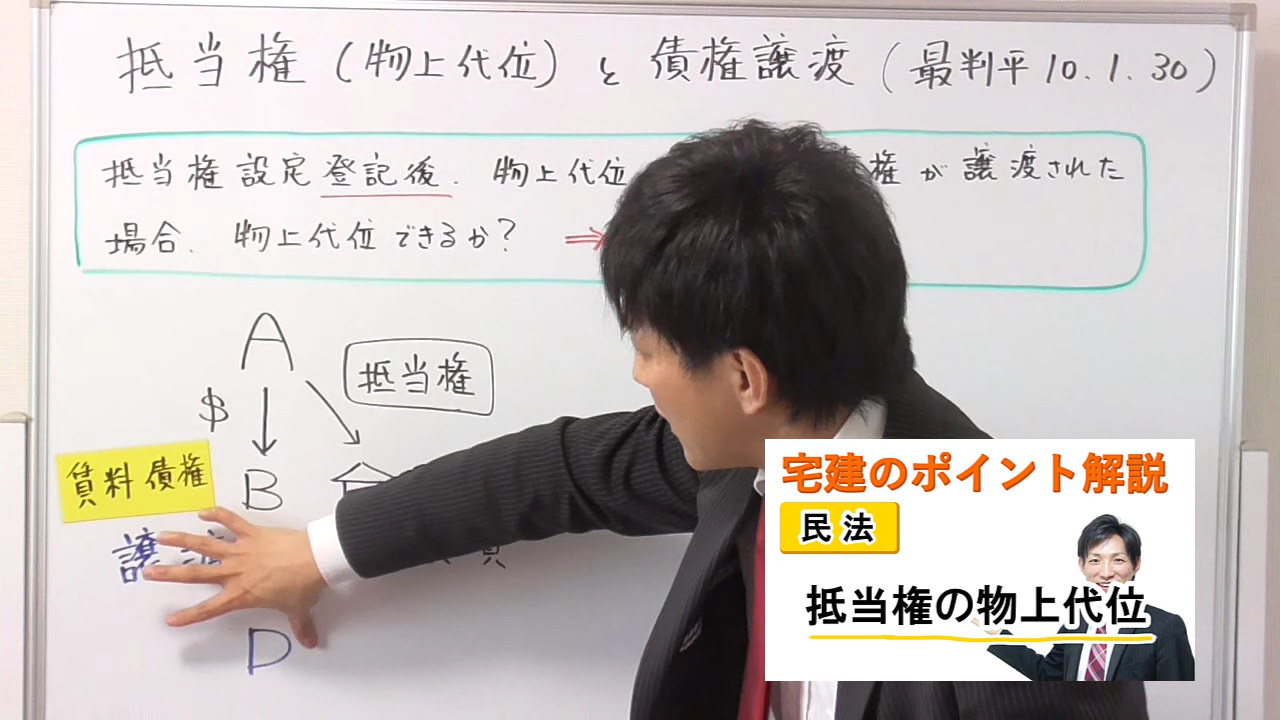 抵当権(物上代位)と債権譲渡(最判平10.1.30)
抵当権設定登記後、物上代位 権が譲渡された
場合、物上代位できるか? ⇒
A
抵当権
$
賃料債権
B
譲渡
D
宅建のポイント解説
民法
抵当権の物上代位